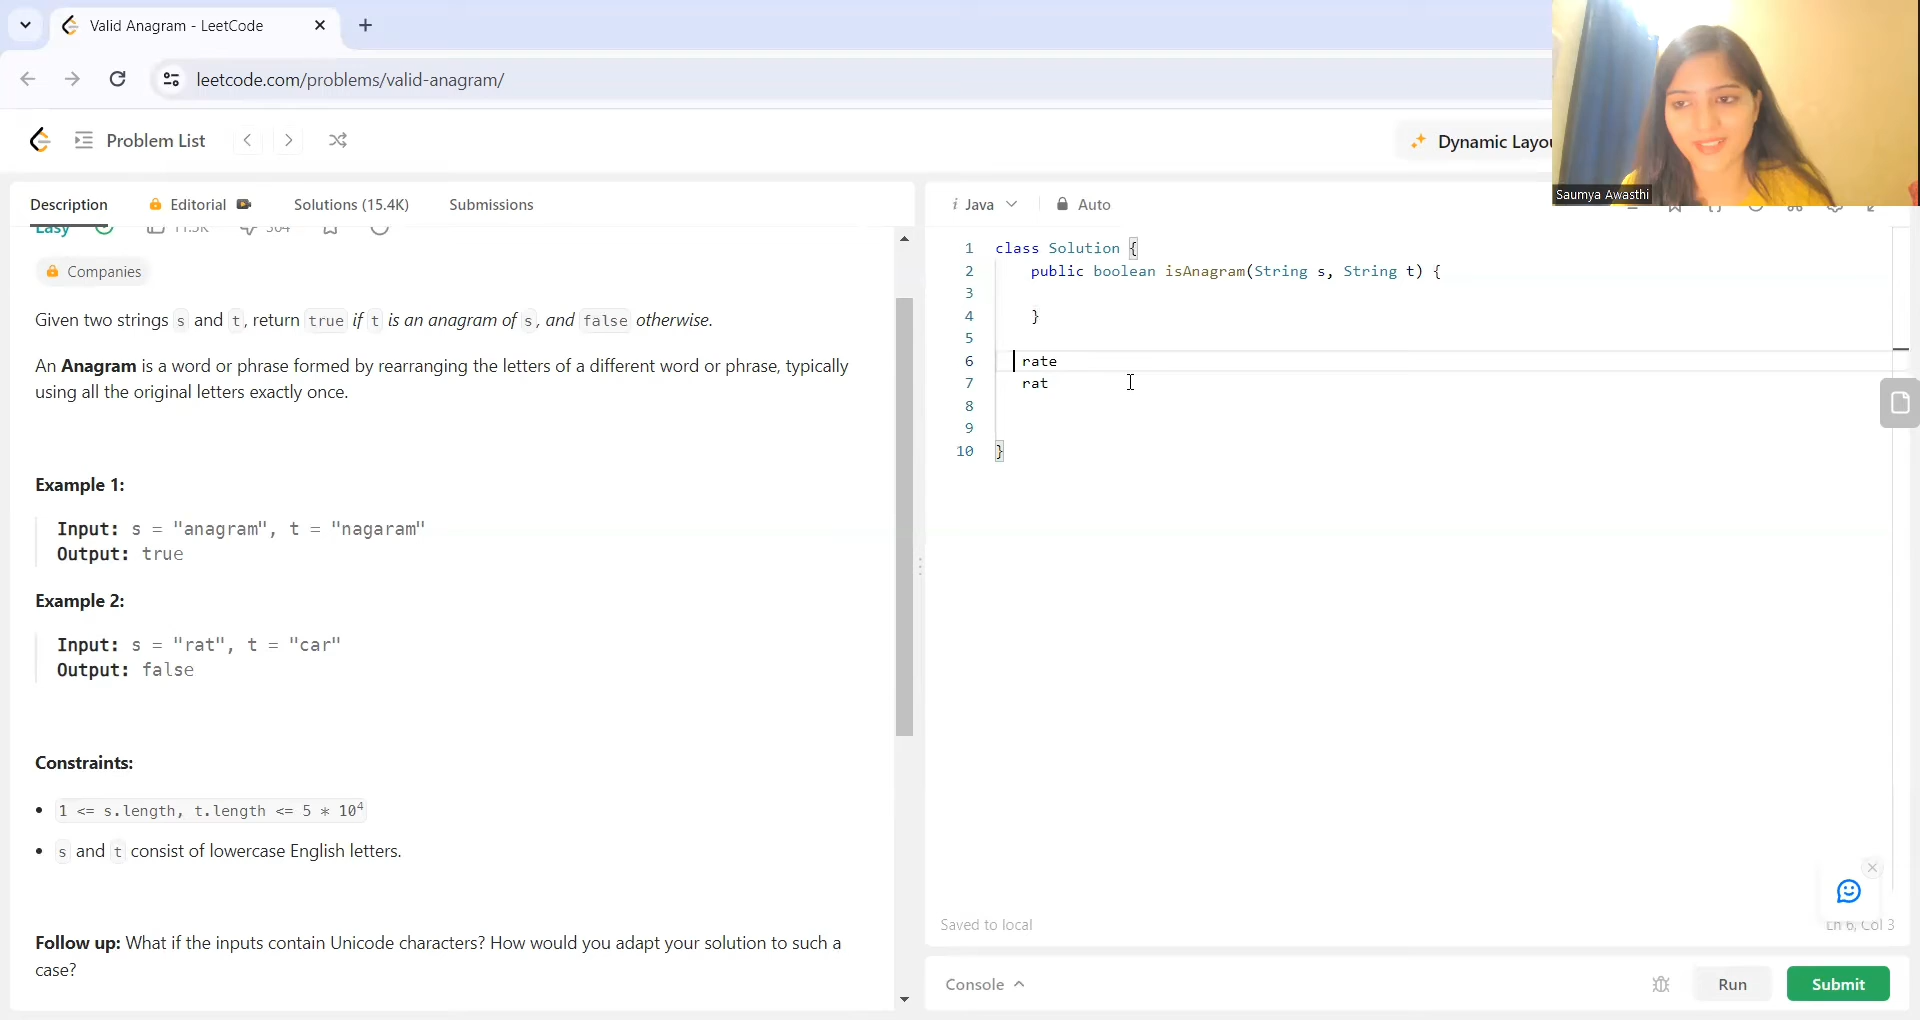 Valid Anagram - LeetCode
leetcode.com/problems/valid-anagram/
Problem List
Dynamic Layou
Saumya Awasthi
Description
Editorial
Solutions (15.4K)
Submissions
Easy
11.3K
304
Companies
Given two strings s and t, return true if t is an anagram of s, and false otherwise.
An Anagram is a word or phrase formed by rearranging the letters of a different word or phrase, typically
using all the original letters exactly once.
Example 1:
Input: s = "anagram", t = "nagaram"
Output: true
Example 2:
Input: s = "rat", t = "car"
Output: false
Constraints:
• 1 <= s.length, t.length <= 5 * 10⁴
• s and t consist of lowercase English letters.
Follow up: What if the inputs contain Unicode characters? How would you adapt your solution to such a
case?
i Java
Auto
1 class Solution {
2 public boolean isAnagram(String s, String t) {
3
4 }
5
6 rate
7 rat
8
9
10 }
Saved to local
Ln 6, Col 3
Console
Run
Submit